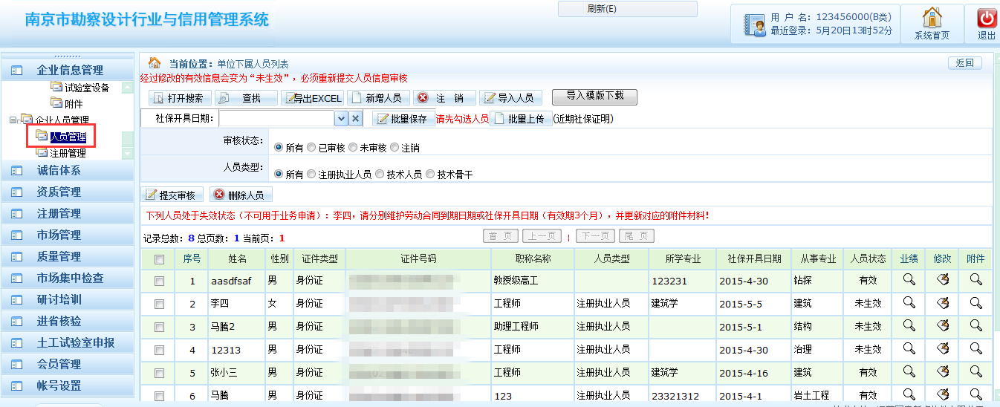 南京市勘察设计行业与信用管理系统
刷新(E)
用 户 名：123456000(B类)
最近登录：5月20日13时52分
系统首页
退出
企业信息管理
试验室设备
附件
企业人员管理
人员管理
注册管理
诚信体系
资质管理
注册管理
市场管理
质量管理
市场集中检查
研讨培训
进省核验
土工试验室申报
会员管理
帐号设置
当前位置：单位下属人员列表
返回
经过修改的有效信息会变为“未生效”，必须重新提交人员信息审核
打开搜索 查找 导出EXCEL 新增人员 注 销 导入人员 导入模版下载
社保开具日期： 批量保存 请先勾选人员 批量上传 (近期社保证明)
审核状态： 所有 已审核 未审核 注销
人员类型： 所有 注册执业人员 技术人员 技术骨干
提交审核 删除人员
下列人员处于失效状态（不可用于业务申请）：李四，请分别维护劳动合同到期日期或社保开具日期（有效期3个月），并更新对应的附件材料！
记录总数：8 总页数：1 当前页：1 首 页 上一页 ¦ 下一页 尾 页
序号 姓名 性别 证件类型 证件号码 职称名称 人员类型 所学专业 社保开具日期 从事专业 人员状态 业绩 修改 附件
1 aasdfsaf 男 身份证 教授级高工 123231 2015-4-30 钻探 有效
2 李四 女 身份证 工程师 注册执业人员 建筑学 2015-5-5 建筑 未生效
3 马腾2 男 身份证 助理工程师 注册执业人员 2015-5-1 结构 未生效
4 12313 男 身份证 工程师 注册执业人员 2015-4-30 治理 未生效
5 张小三 男 身份证 工程师 注册执业人员 建筑学 2015-4-16 建筑 有效
6 马腾 男 身份证 123 注册执业人员 23321312 2015-4-1 岩土工程 有效